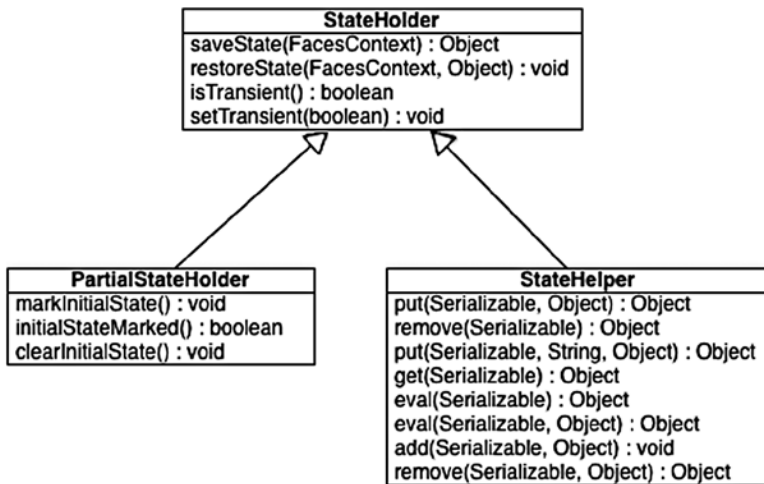 StateHolder
saveState(FacesContext) : Object
restoreState(FacesContext, Object) : void
isTransient() : boolean
setTransient(boolean) : void
PartialStateHolder
markInitialState() : void
initialStateMarked() : boolean
clearInitialState() : void
StateHelper
put(Serializable, Object) : Object
remove(Serializable) : Object
put(Serializable, String, Object) : Object
get(Serializable) : Object
eval(Serializable) : Object
eval(Serializable, Object) : Object
add(Serializable, Object) : void
remove(Serializable, Object) : Object